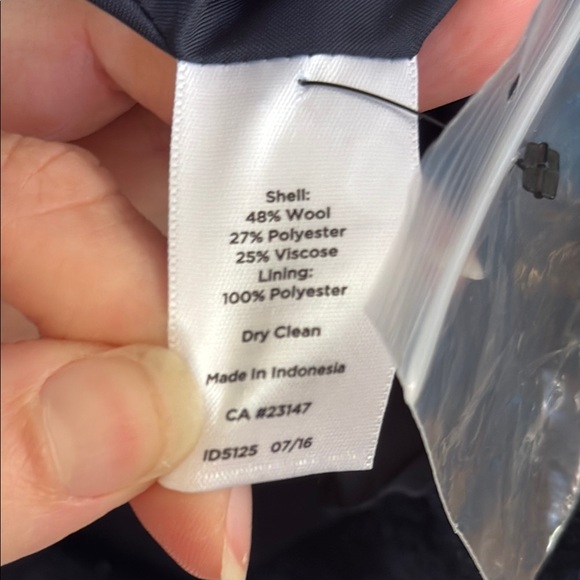 Shell:
48% Wool
27% Polyester
25% Viscose
Lining:
100% Polyester
Dry Clean
Made In Indonesia
CA #23147
ID5125 07/16